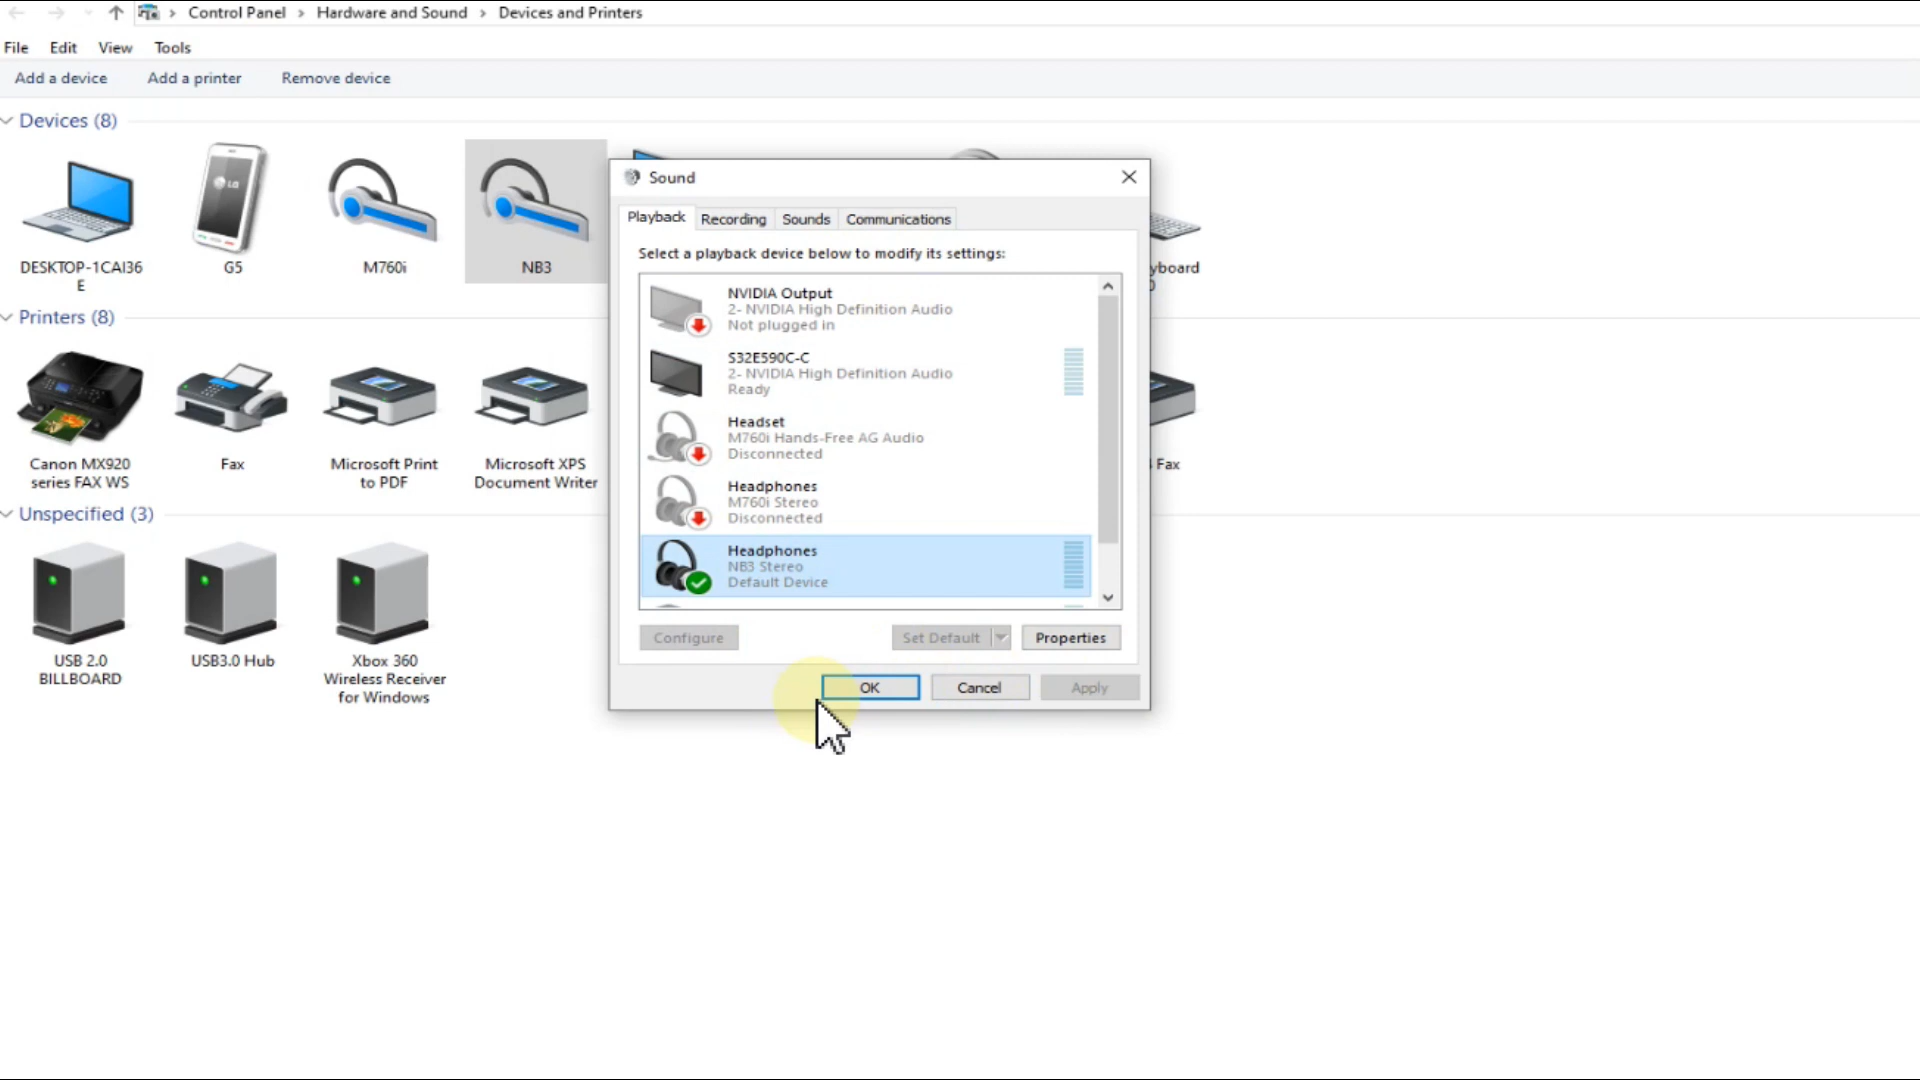 Control Panel > Hardware and Sound > Devices and Printers
File Edit View Tools
Add a device Add a printer Remove device
Devices (8)
LG
DESKTOP-1CAI36
E
G5
M760i
NB3
yboard
Printers (8)
Canon MX920
series FAX WS
Fax
Microsoft Print
to PDF
Microsoft XPS
Document Writer
Fax
Unspecified (3)
USB 2.0
BILLBOARD
USB3.0 Hub
Xbox 360
Wireless Receiver
for Windows
Sound
Playback Recording Sounds Communications
Select a playback device below to modify its settings:
NVIDIA Output
2- NVIDIA High Definition Audio
Not plugged in
S32E590C-C
2- NVIDIA High Definition Audio
Ready
Headset
M760i Hands-Free AG Audio
Disconnected
Headphones
M760i Stereo
Disconnected
Headphones
NB3 Stereo
Default Device
Configure Set Default Properties
OK Cancel Apply